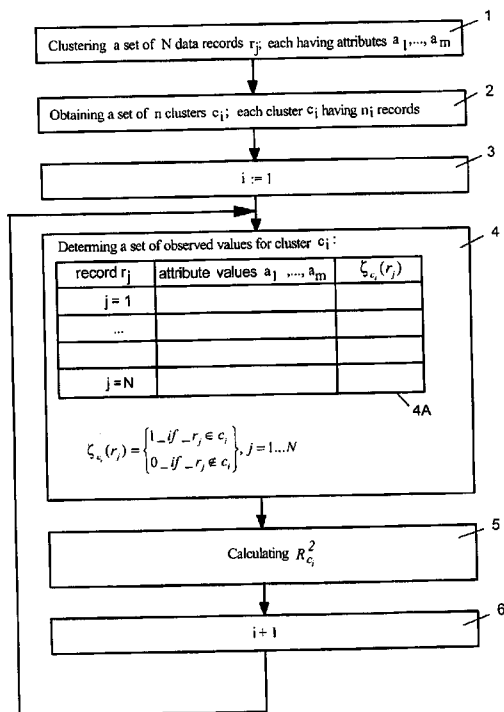 1
Clustering a set of N data records r_j; each having attributes a_1,..., a_m
2
Obtaining a set of n clusters c_i; each cluster c_i having n_i records
3
i := 1
4
Determing a set of observed values for cluster c_i:
record r_j attribute values a_1 ,..., a_m ζ_{c_i}(r_j)
j = 1
...
j = N
4A
ζ_{c_i}(r_j) = {1_if_r_j ∈ c_i
0_if_r_j ∉ c_i}, j = 1...N
5
Calculating R_{c_i}^2
6
i + 1